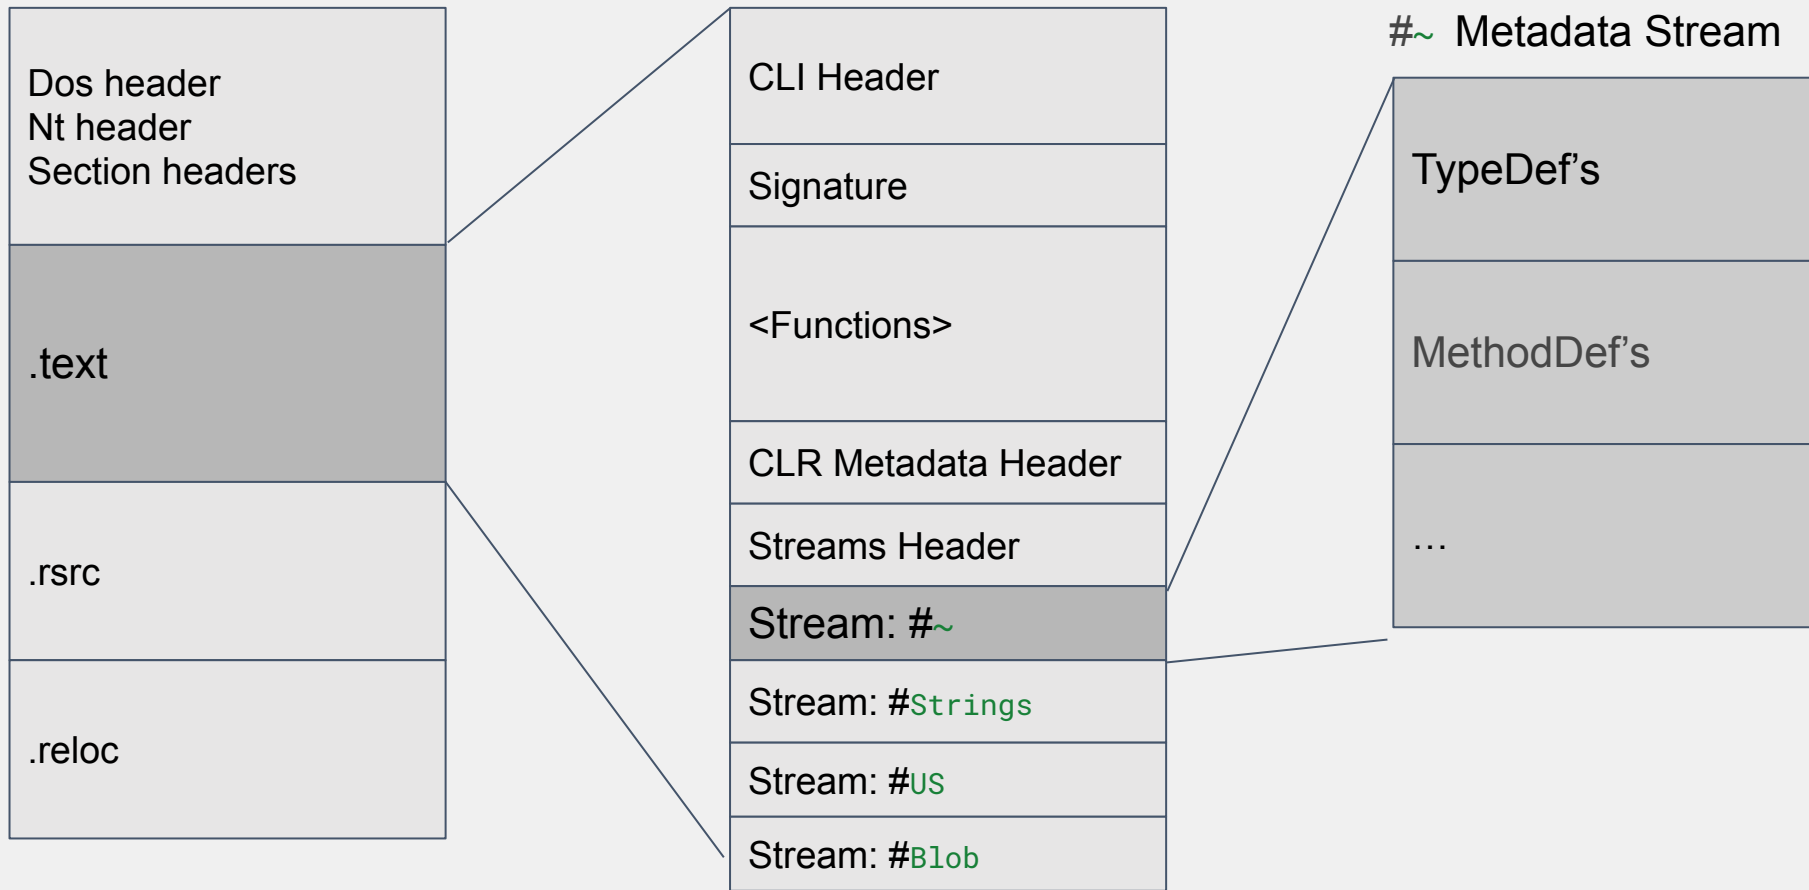 Dos header
Nt header
Section headers
.text
.rsrc
.reloc
CLI Header
Signature
<Functions>
CLR Metadata Header
Streams Header
Stream: #~
Stream: #Strings
Stream: #US
Stream: #Blob
#~ Metadata Stream
TypeDef’s
MethodDef’s
…